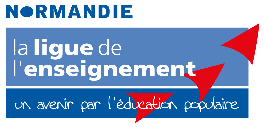 NORMANDIE
la ligue de
l'enseignement
un avenir par l'éducation populaire